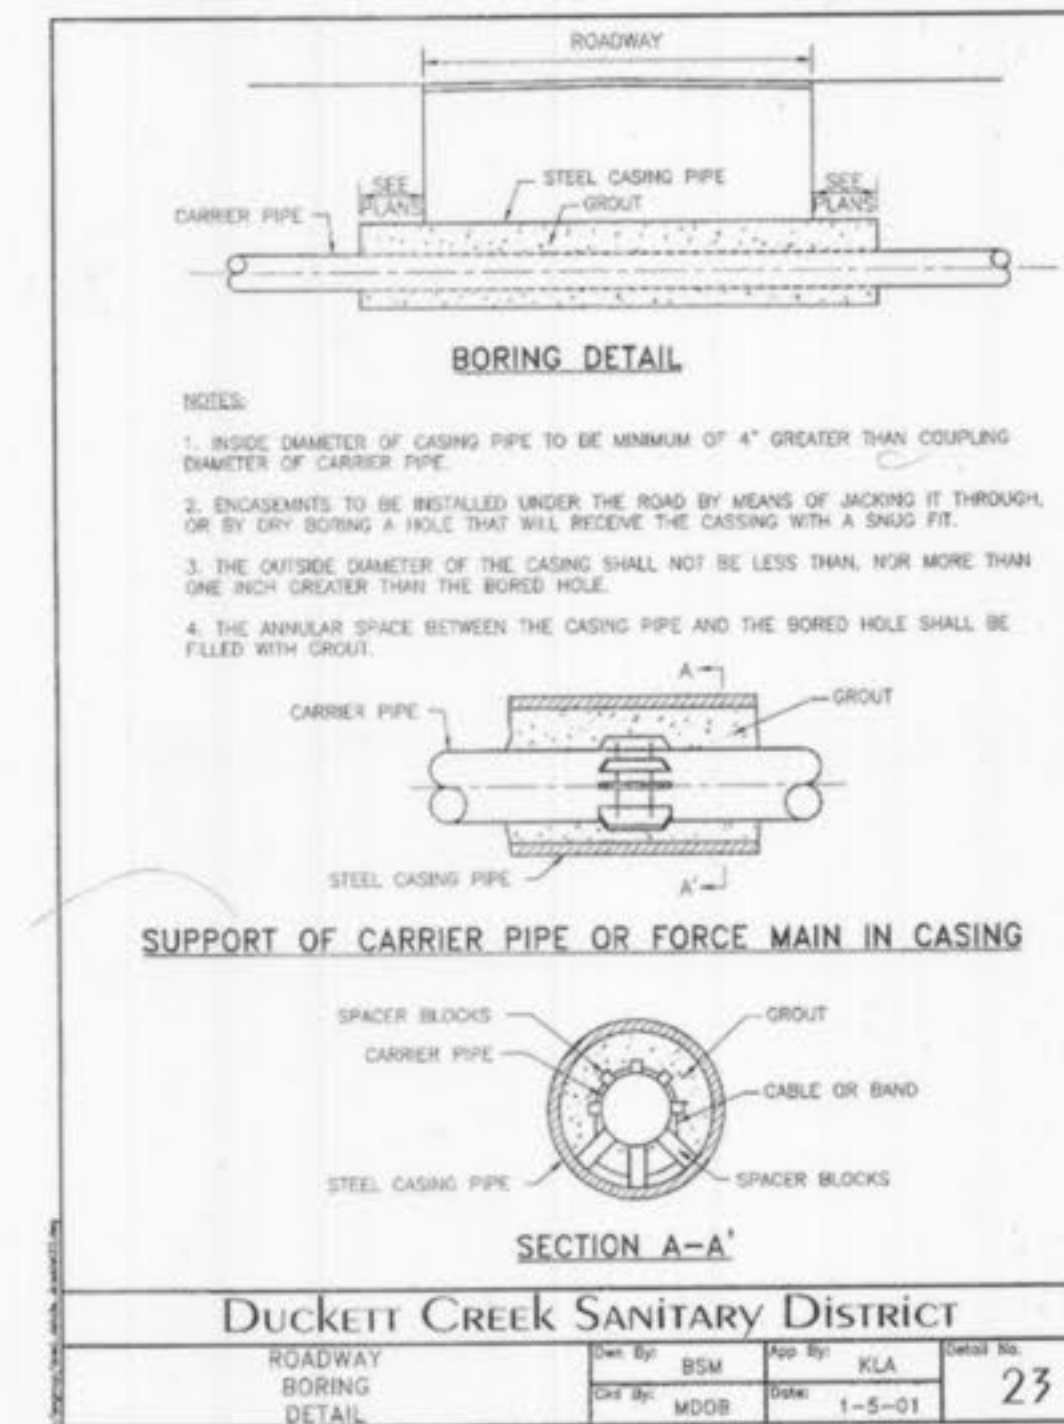 ROADWAY
SEE PLANS
STEEL CASING PIPE
SEE PLANS
GROUT
CARRIER PIPE
BORING DETAIL
NOTES:
1. INSIDE DIAMETER OF CASING PIPE TO BE MINIMUM OF 4" GREATER THAN COUPLING
DIAMETER OF CARRIER PIPE.
2. ENCASEMNTS TO BE INSTALLED UNDER THE ROAD BY MEANS OF JACKING IT THROUGH,
OR BY DRY BORING A HOLE THAT WILL RECEIVE THE CASSING WITH A SNUG FIT.
3. THE OUTSIDE DIAMETER OF THE CASING SHALL NOT BE LESS THAN, NOR MORE THAN
ONE INCH GREATER THAN THE BORED HOLE.
4. THE ANNULAR SPACE BETWEEN THE CASING PIPE AND THE BORED HOLE SHALL BE
FILLED WITH GROUT.
A
CARRIER PIPE
GROUT
STEEL CASING PIPE
A'
SUPPORT OF CARRIER PIPE OR FORCE MAIN IN CASING
SPACER BLOCKS
GROUT
CARRIER PIPE
CABLE OR BAND
STEEL CASING PIPE
SPACER BLOCKS
SECTION A-A'
DUCKETT CREEK SANITARY DISTRICT
ROADWAY
BORING
DETAIL
Dwn By: BSM
App By: KLA
Detail No. 23
Ckd By: MDOB
Date: 1-5-01